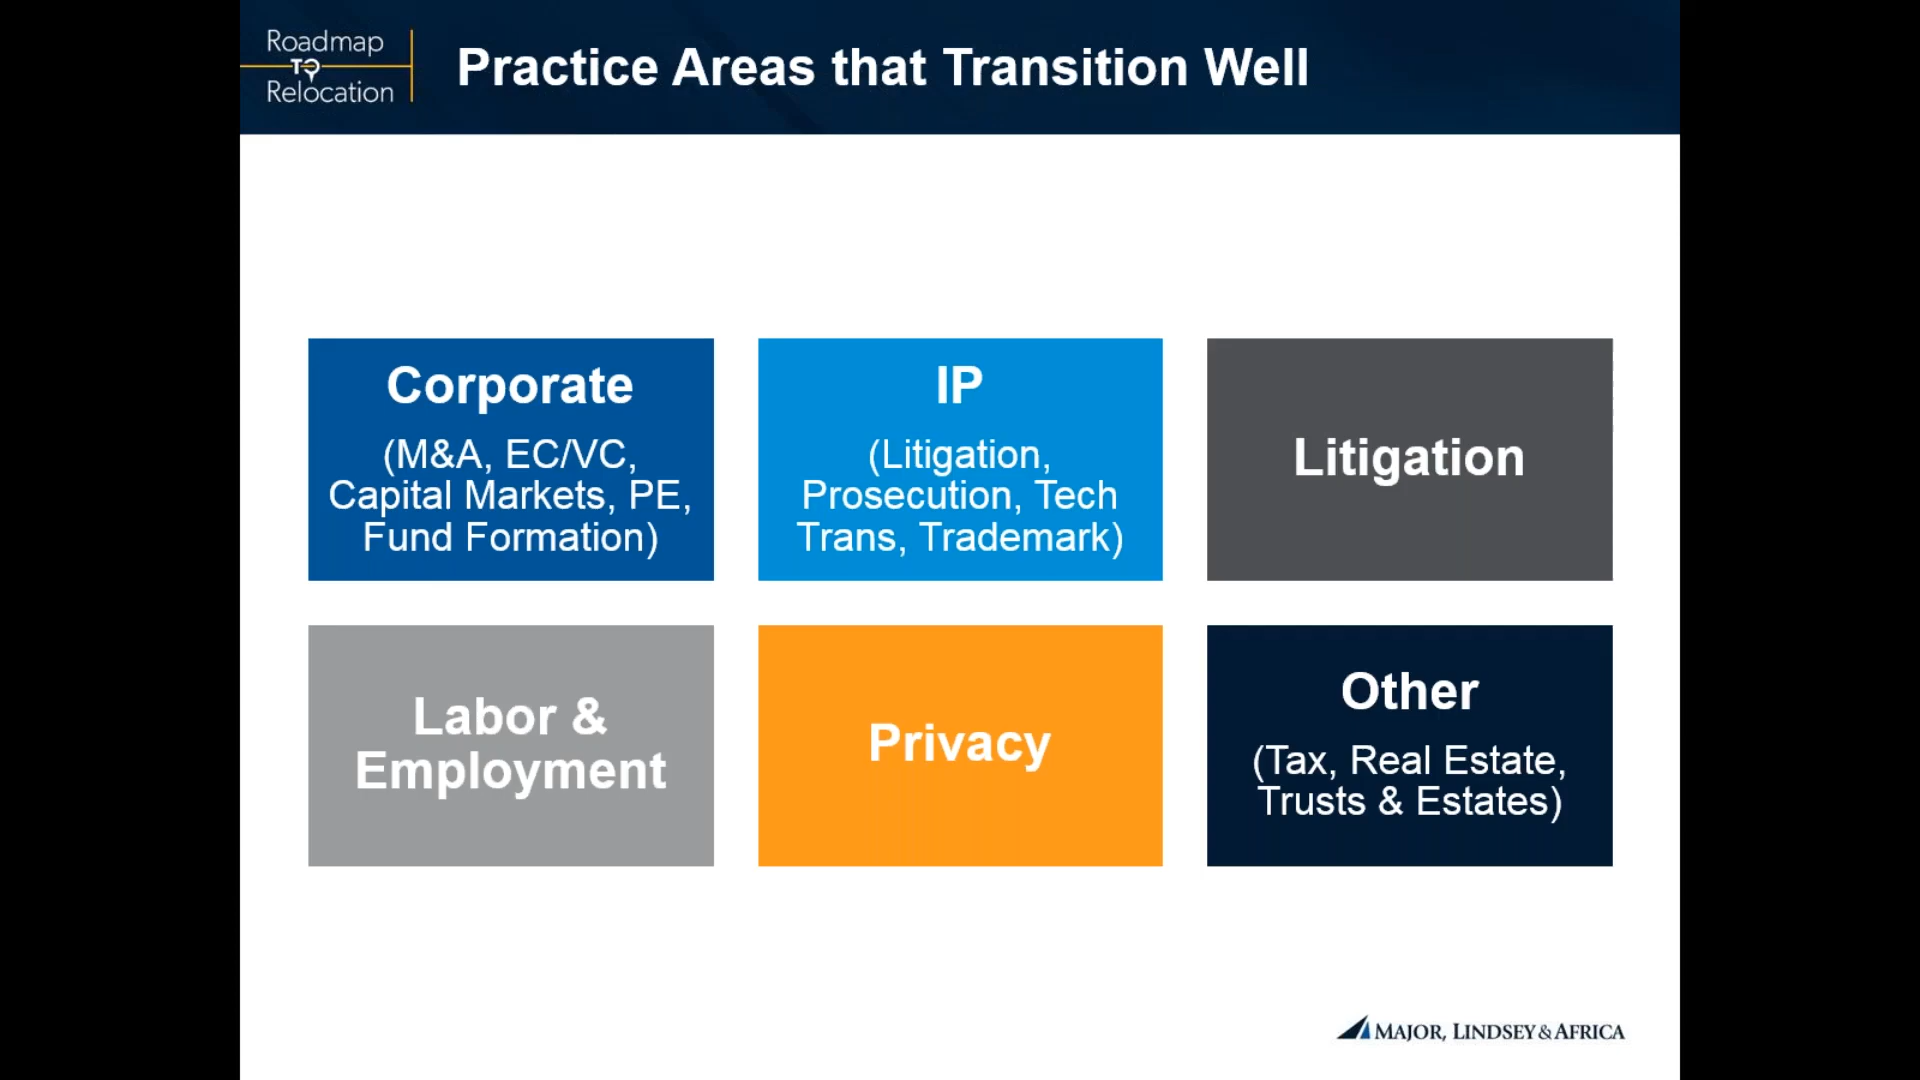 Roadmap
TO
Relocation
Practice Areas that Transition Well
Corporate
(M&A, EC/VC,
Capital Markets, PE,
Fund Formation)
IP
(Litigation,
Prosecution, Tech
Trans, Trademark)
Litigation
Labor &
Employment
Privacy
Other
(Tax, Real Estate,
Trusts & Estates)
MAJOR, LINDSEY & AFRICA